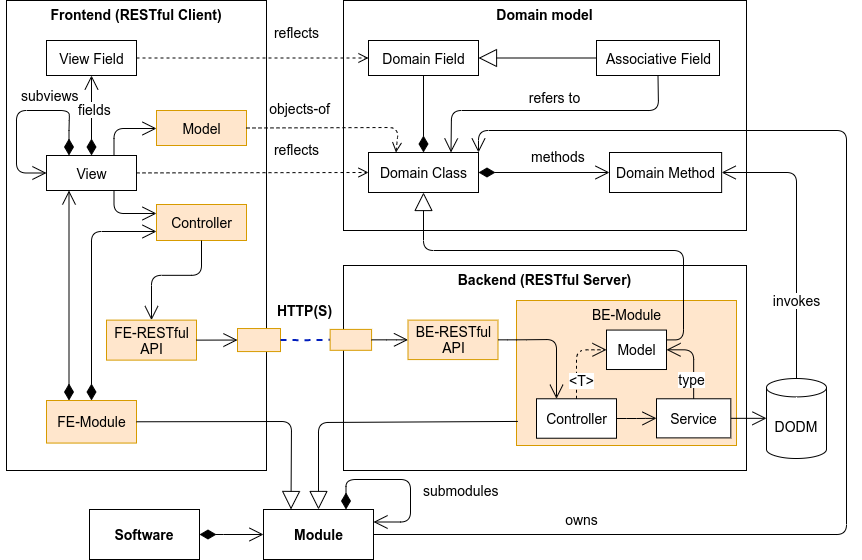 Frontend (RESTful Client)
Domain model
reflects
View Field
Domain Field
Associative Field
subviews
fields
refers to
objects-of
Model
reflects
methods
View
Domain Class
Domain Method
Controller
Backend (RESTful Server)
HTTP(S)
invokes
BE-Module
FE-RESTful
API
BE-RESTful
API
Model
<T>
type
FE-Module
Controller
Service
DODM
submodules
owns
Software
Module